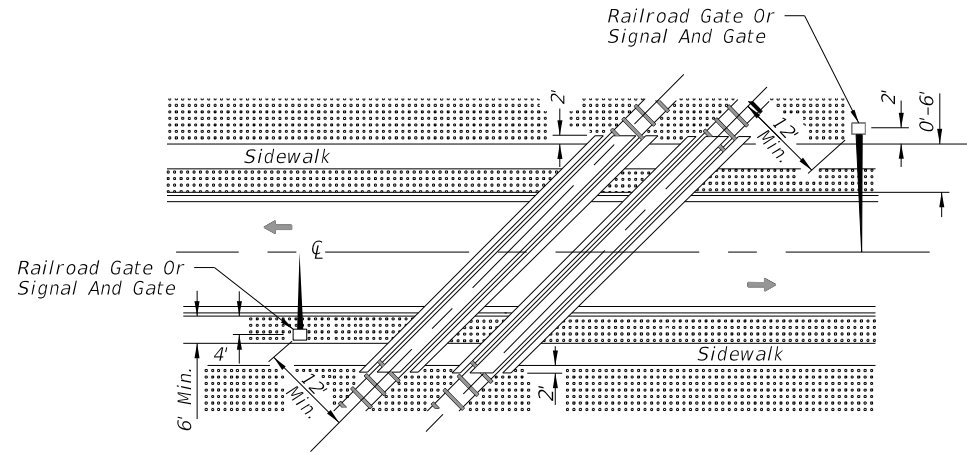 Railroad Gate Or
Signal And Gate
2'
2'
0'-6'
12'
Min.
Sidewalk
℄
Railroad Gate Or
Signal And Gate
4'
Sidewalk
6' Min.
12'
Min.
2'